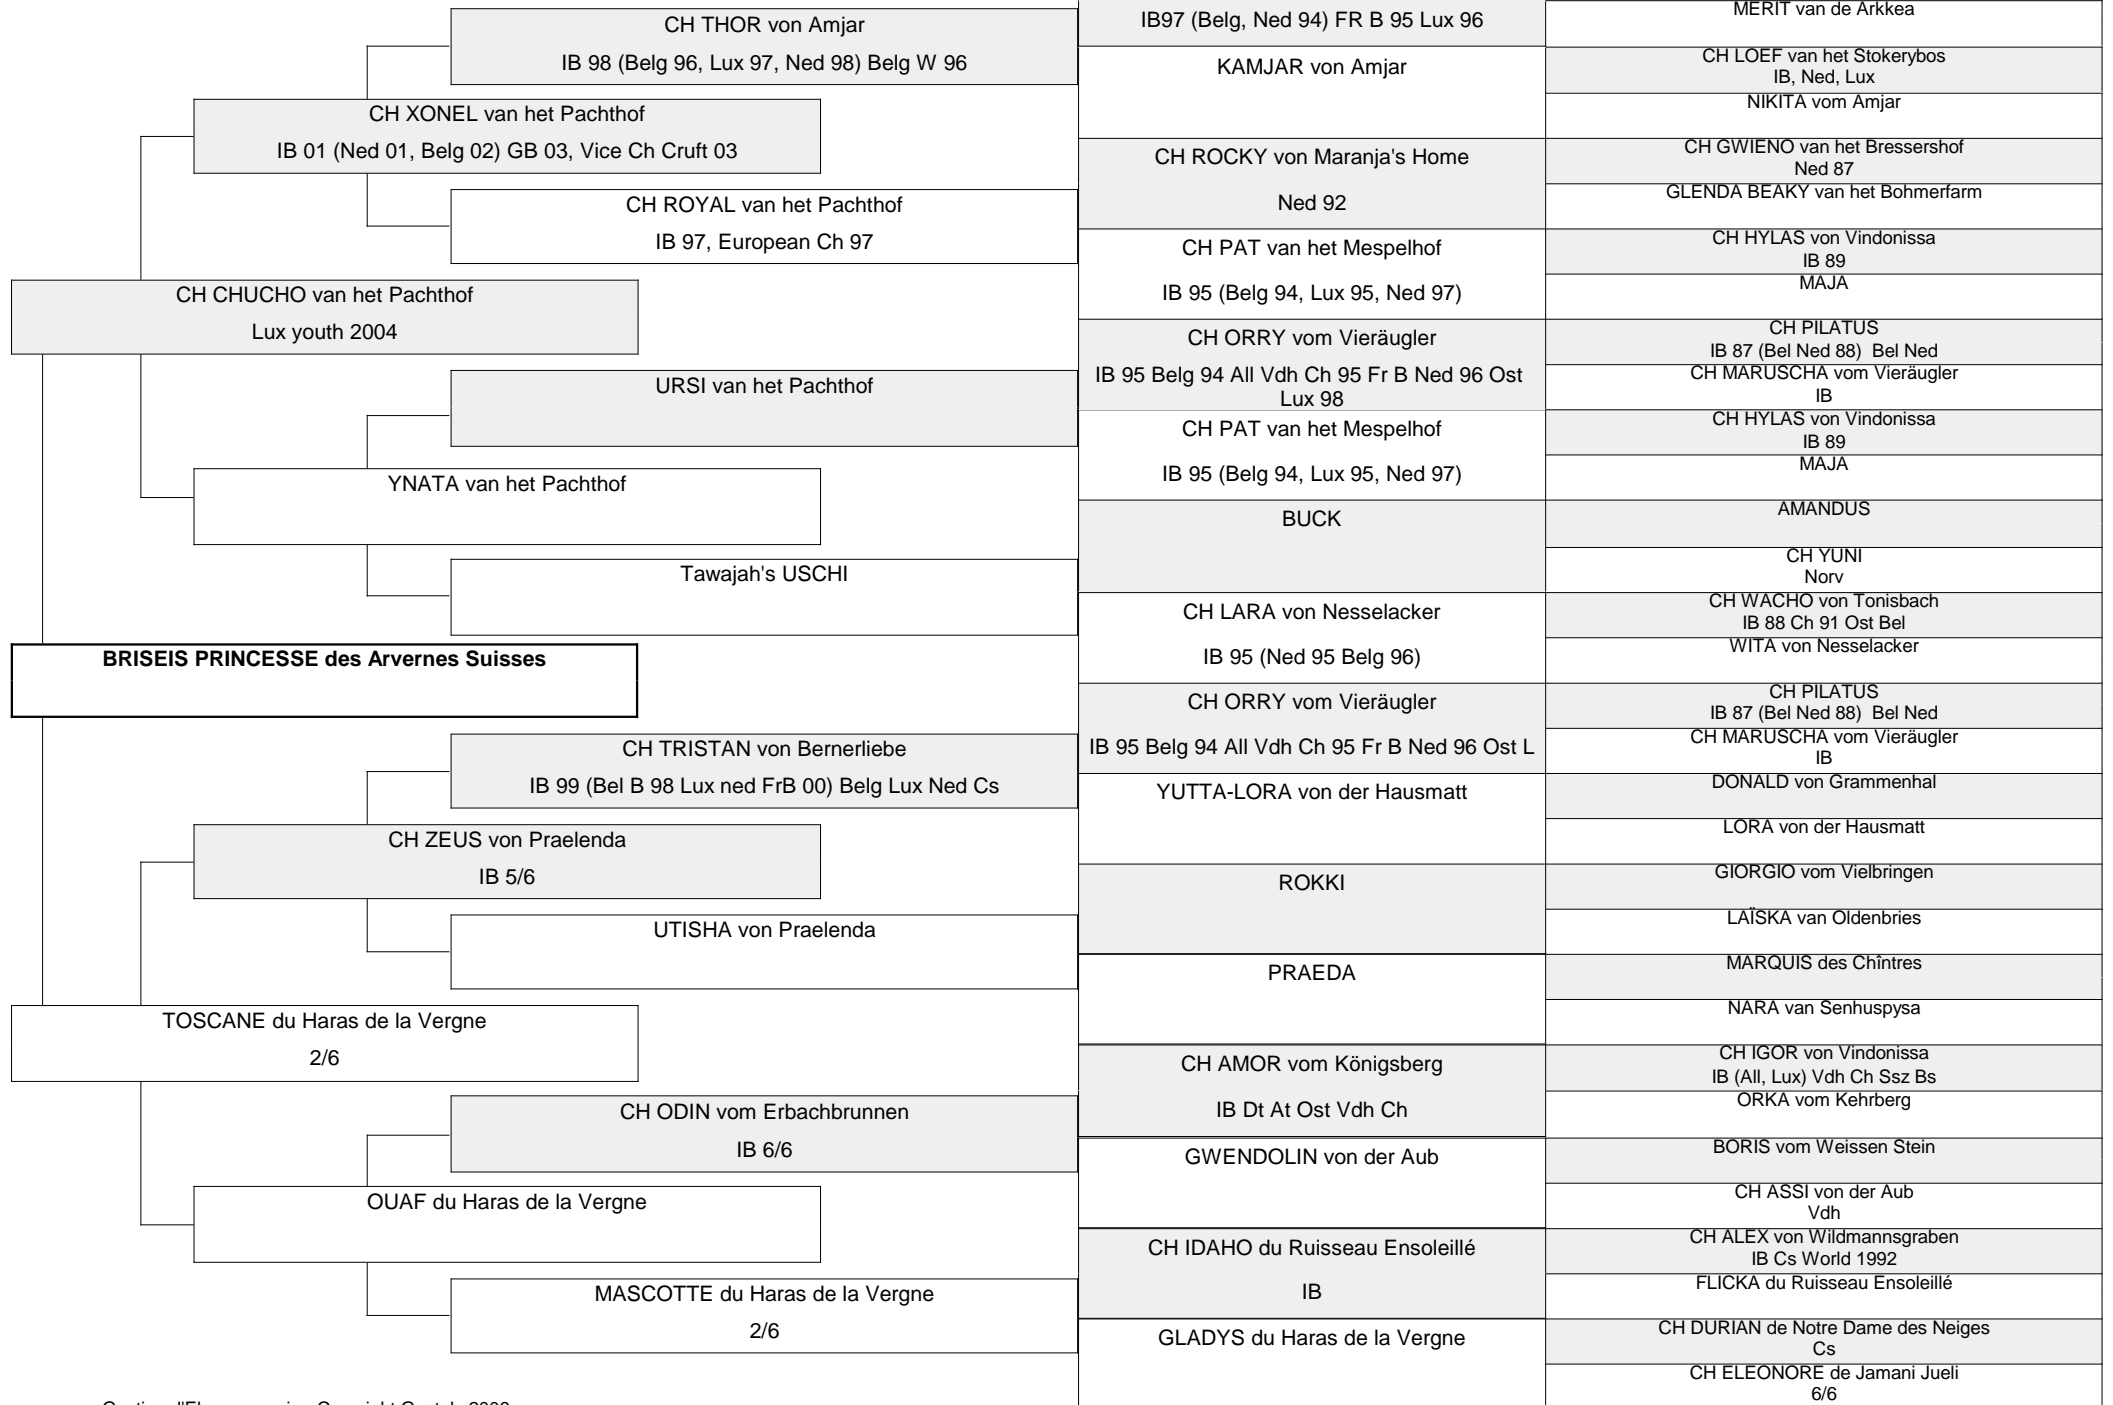 CH THOR von Amjar
IB 98 (Belg 96, Lux 97, Ned 98) Belg W 96
CH XONEL van het Pachthof
IB 01 (Ned 01, Belg 02) GB 03, Vice Ch Cruft 03
CH ROYAL van het Pachthof
IB 97, European Ch 97
CH CHUCHO van het Pachthof
Lux youth 2004
URSI van het Pachthof
YNATA van het Pachthof
Tawajah's USCHI
BRISEIS PRINCESSE des Arvernes Suisses
CH TRISTAN von Bernerliebe
IB 99 (Bel B 98 Lux ned FrB 00) Belg Lux Ned Cs
CH ZEUS von Praelenda
IB 5/6
UTISHA von Praelenda
TOSCANE du Haras de la Vergne
2/6
CH ODIN vom Erbachbrunnen
IB 6/6
OUAF du Haras de la Vergne
MASCOTTE du Haras de la Vergne
2/6
IB97 (Belg, Ned 94) FR B 95 Lux 96
KAMJAR von Amjar
CH ROCKY von Maranja's Home
Ned 92
CH PAT van het Mespelhof
IB 95 (Belg 94, Lux 95, Ned 97)
CH ORRY vom Vieräugler
IB 95 Belg 94 All Vdh Ch 95 Fr B Ned 96 Ost
Lux 98
CH PAT van het Mespelhof
IB 95 (Belg 94, Lux 95, Ned 97)
BUCK
CH LARA von Nesselacker
IB 95 (Ned 95 Belg 96)
CH ORRY vom Vieräugler
IB 95 Belg 94 All Vdh Ch 95 Fr B Ned 96 Ost L
YUTTA-LORA von der Hausmatt
ROKKI
PRAEDA
CH AMOR vom Königsberg
IB Dt At Ost Vdh Ch
GWENDOLIN von der Aub
CH IDAHO du Ruisseau Ensoleillé
IB
GLADYS du Haras de la Vergne
MERIT van de Arkkea
CH LOEF van het Stokerybos
IB, Ned, Lux
NIKITA vom Amjar
CH GWIENO van het Bressershof
Ned 87
GLENDA BEAKY van het Bohmerfarm
CH HYLAS von Vindonissa
IB 89
MAJA
CH PILATUS
IB 87 (Bel Ned 88)  Bel Ned
CH MARUSCHA vom Vieräugler
IB
CH HYLAS von Vindonissa
IB 89
MAJA
AMANDUS
CH YUNI
Norv
CH WACHO von Tonisbach
IB 88 Ch 91 Ost Bel
WITA von Nesselacker
CH PILATUS
IB 87 (Bel Ned 88)  Bel Ned
CH MARUSCHA vom Vieräugler
IB
DONALD von Grammenhal
LORA von der Hausmatt
GIORGIO vom Vielbringen
LAÏSKA van Oldenbries
MARQUIS des Chîntres
NARA van Senhuspysa
CH IGOR von Vindonissa
IB (All, Lux) Vdh Ch Ssz Bs
ORKA vom Kehrberg
BORIS vom Weissen Stein
CH ASSI von der Aub
Vdh
CH ALEX von Wildmannsgraben
IB Cs World 1992
FLICKA du Ruisseau Ensoleillé
CH DURIAN de Notre Dame des Neiges
Cs
CH ELEONORE de Jamani Jueli
6/6